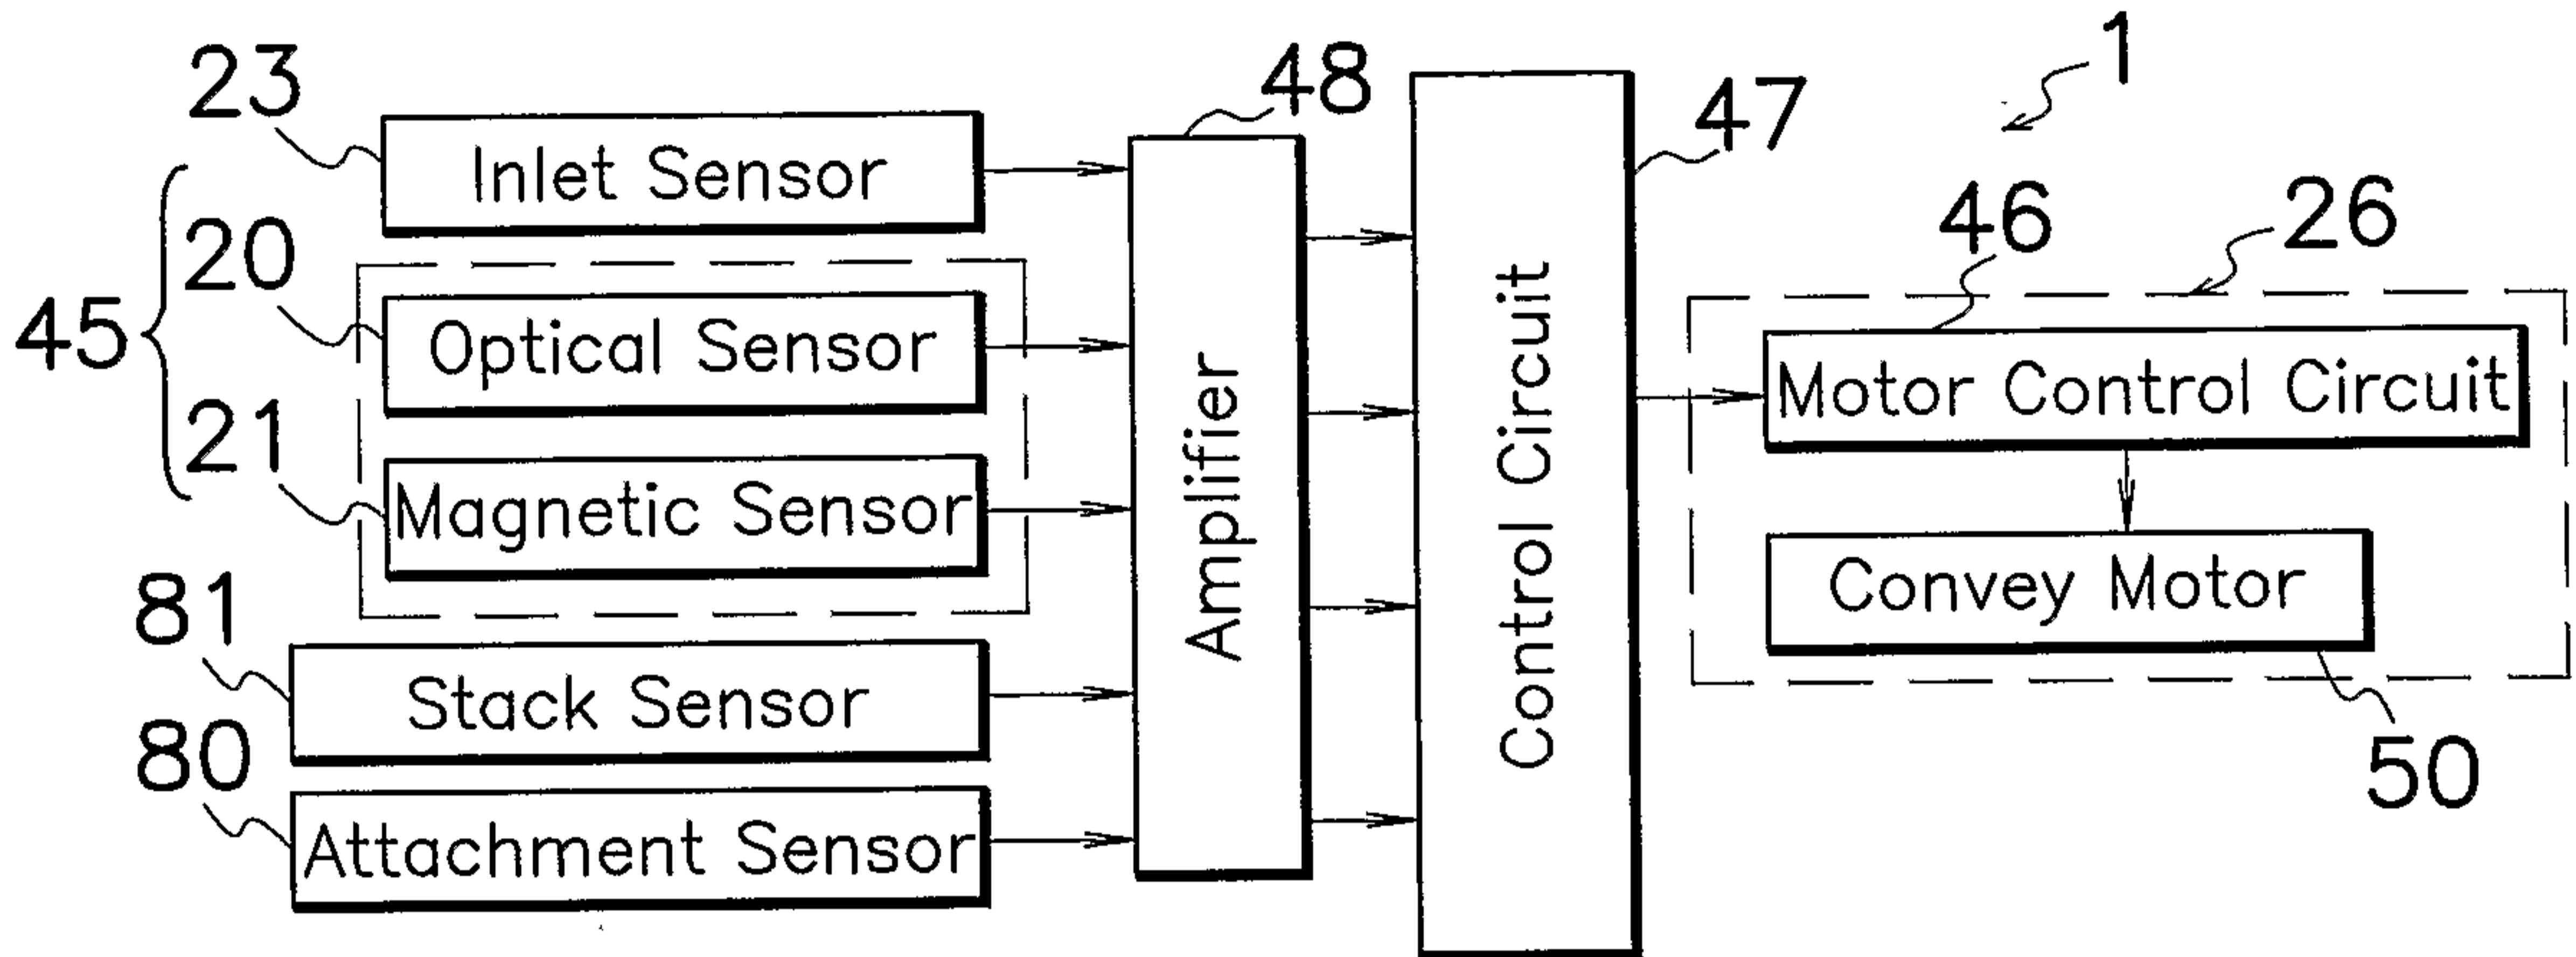 1
23
Inlet Sensor
48
47
45
20
Optical Sensor
46
26
Motor Control Circuit
21
Magnetic Sensor
Amplifier
Control Circuit
Convey Motor
81
Stack Sensor
50
80
Attachment Sensor